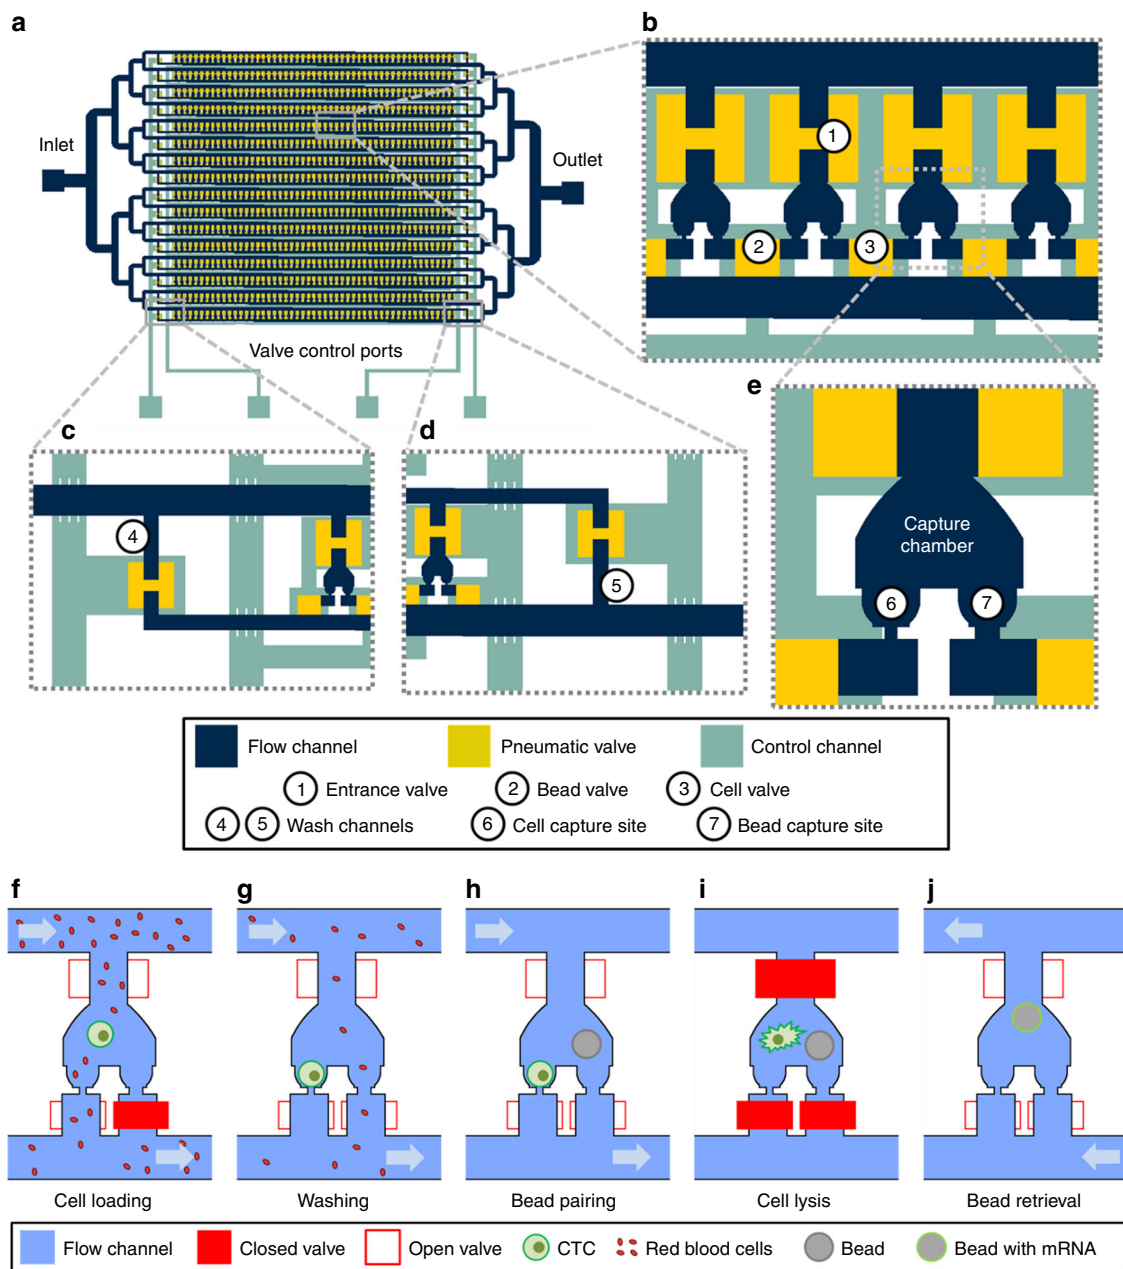 a
b
Inlet
Outlet
Valve control ports
1
2
3
c
d
e
4
5
Capture
chamber
6
7
Flow channel
Pneumatic valve
Control channel
1 Entrance valve
2 Bead valve
3 Cell valve
4 5 Wash channels
6 Cell capture site
7 Bead capture site
f
g
h
i
j
Cell loading
Washing
Bead pairing
Cell lysis
Bead retrieval
Flow channel
Closed valve
Open valve
CTC
Red blood cells
Bead
Bead with mRNA